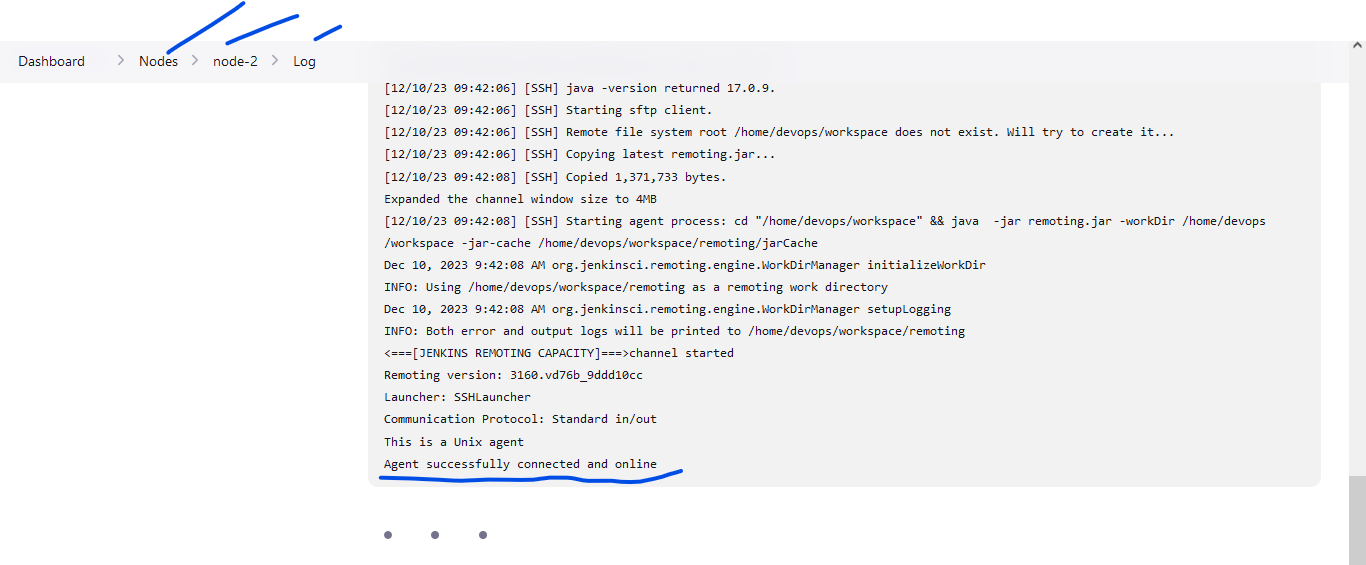 Dashboard > Nodes > node-2 > Log
[12/10/23 09:42:06] [SSH] java -version returned 17.0.9.
[12/10/23 09:42:06] [SSH] Starting sftp client.
[12/10/23 09:42:06] [SSH] Remote file system root /home/devops/workspace does not exist. Will try to create it...
[12/10/23 09:42:06] [SSH] Copying latest remoting.jar...
[12/10/23 09:42:08] [SSH] Copied 1,371,733 bytes.
Expanded the channel window size to 4MB
[12/10/23 09:42:08] [SSH] Starting agent process: cd "/home/devops/workspace" && java  -jar remoting.jar -workDir /home/devops
/workspace -jar-cache /home/devops/workspace/remoting/jarCache
Dec 10, 2023 9:42:08 AM org.jenkinsci.remoting.engine.WorkDirManager initializeWorkDir
INFO: Using /home/devops/workspace/remoting as a remoting work directory
Dec 10, 2023 9:42:08 AM org.jenkinsci.remoting.engine.WorkDirManager setupLogging
INFO: Both error and output logs will be printed to /home/devops/workspace/remoting
<===[JENKINS REMOTING CAPACITY]===>channel started
Remoting version: 3160.vd76b_9ddd10cc
Launcher: SSHLauncher
Communication Protocol: Standard in/out
This is a Unix agent
Agent successfully connected and online